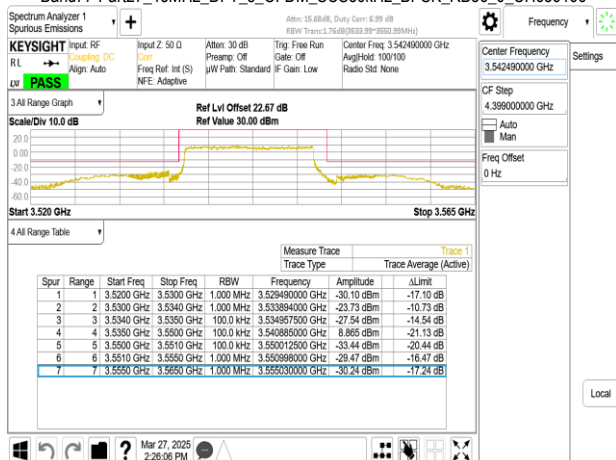 Spectrum Analyzer 1
Spurious Emissions
Attn: 15.68dB, Duty Corr: 6.99 dB
RBW Trans:1.76dB(3533.99~3550.99MHz)
Frequency
KEYSIGHT
RL
Input: RF
Coupling: DC
Align: Auto
Input Z: 50 Ω
Corr
Freq Ref: Int (S)
NFE: Adaptive
Atten: 30 dB
Preamp: Off
µW Path: Standard
Trig: Free Run
Gate: Off
IF Gain: Low
Center Freq: 3.542490000 GHz
Avg|Hold: 100/100
Radio Std: None
LXI PASS
Center Frequency
3.542490000 GHz
Settings
CF Step
4.399000000 GHz
Auto
Man
Freq Offset
0 Hz
3 All Range Graph
Scale/Div 10.0 dB
Ref Lvl Offset 22.67 dB
Ref Value 30.00 dBm
20.0
0.00
-20.0
-40.0
-60.0
Start 3.520 GHz
Stop 3.565 GHz
4 All Range Table
Measure Trace Trace 1
Trace Type Trace Average (Active)
Spur Range Start Freq Stop Freq RBW Frequency Amplitude ΔLimit
1 1 3.5200 GHz 3.5300 GHz 1.000 MHz 3.529490000 GHz -30.10 dBm -17.10 dB
2 2 3.5300 GHz 3.5340 GHz 1.000 MHz 3.533894000 GHz -23.73 dBm -10.73 dB
3 3 3.5340 GHz 3.5350 GHz 100.0 kHz 3.534957500 GHz -27.54 dBm -14.54 dB
4 4 3.5350 GHz 3.5500 GHz 100.0 kHz 3.540885000 GHz 8.865 dBm -21.13 dB
5 5 3.5500 GHz 3.5510 GHz 100.0 kHz 3.550012500 GHz -33.44 dBm -20.44 dB
6 6 3.5510 GHz 3.5550 GHz 1.000 MHz 3.550998000 GHz -29.47 dBm -16.47 dB
7 7 3.5550 GHz 3.5650 GHz 1.000 MHz 3.555030000 GHz -30.24 dBm -17.24 dB
Local
Mar 27, 2025
2:26:06 PM